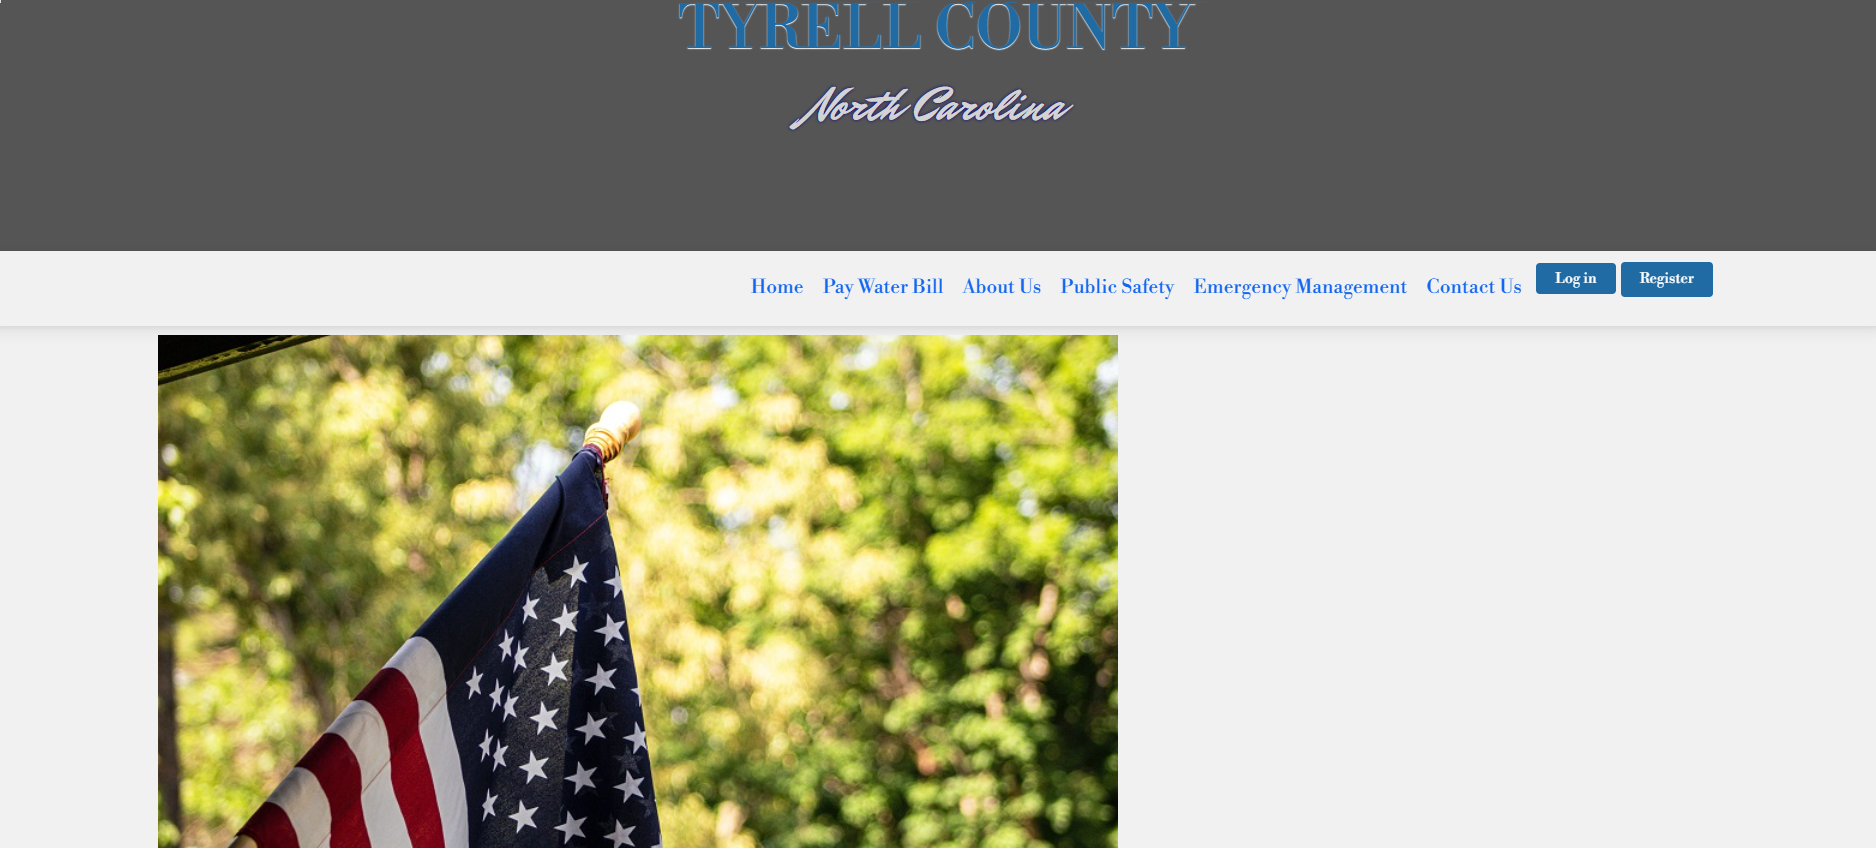 TYRELL COUNTY
North Carolina
Home Pay Water Bill About Us Public Safety Emergency Management Contact Us Log in Register